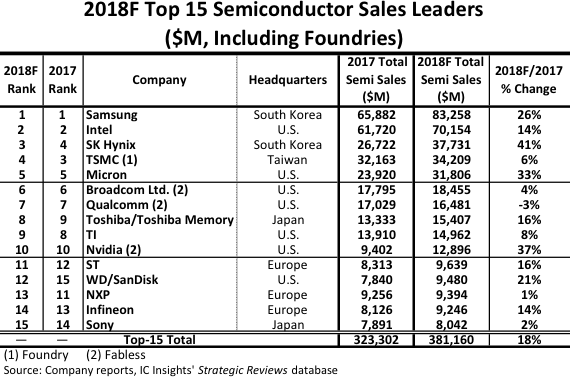 2018F Top 15 Semiconductor Sales Leaders
($M, Including Foundries)
2018F Rank 2017 Rank Company Headquarters 2017 Total Semi Sales ($M) 2018F Total Semi Sales ($M) 2018F/2017 % Change
1 1 Samsung South Korea 65,882 83,258 26%
2 2 Intel U.S. 61,720 70,154 14%
3 4 SK Hynix South Korea 26,722 37,731 41%
4 3 TSMC (1) Taiwan 32,163 34,209 6%
5 5 Micron U.S. 23,920 31,806 33%
6 6 Broadcom Ltd. (2) U.S. 17,795 18,455 4%
7 7 Qualcomm (2) U.S. 17,029 16,481 -3%
8 9 Toshiba/Toshiba Memory Japan 13,333 15,407 16%
9 8 TI U.S. 13,910 14,962 8%
10 10 Nvidia (2) U.S. 9,402 12,896 37%
11 12 ST Europe 8,313 9,639 16%
12 15 WD/SanDisk U.S. 7,840 9,480 21%
13 11 NXP Europe 9,256 9,394 1%
14 13 Infineon Europe 8,126 9,246 14%
15 14 Sony Japan 7,891 8,042 2%
— — Top-15 Total 323,302 381,160 18%
(1) Foundry (2) Fabless
Source: Company reports, IC Insights' Strategic Reviews database